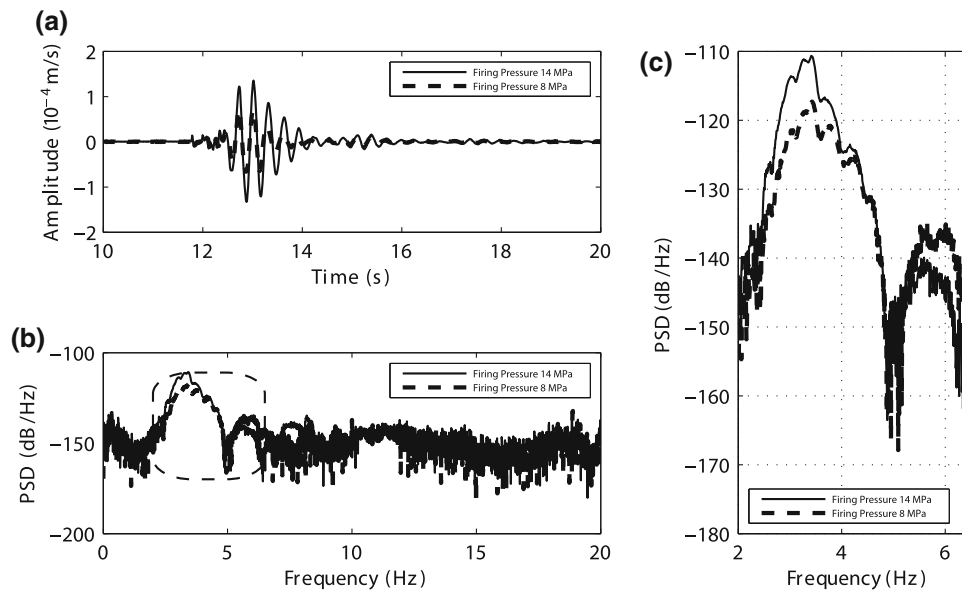 (a)
2
1
0
−1
−2
Amplitude (10⁻⁴ m/s)
Firing Pressure 14 MPa
Firing Pressure 8 MPa
10
12
14
16
18
20
Time (s)
(b)
−100
−150
−200
PSD (dB/Hz)
Firing Pressure 14 MPa
Firing Pressure 8 MPa
0
5
10
15
20
Frequency (Hz)
(c)
−110
−120
−130
−140
−150
−160
−170
−180
PSD (dB/Hz)
Firing Pressure 14 MPa
Firing Pressure 8 MPa
2
4
6
Frequency (Hz)